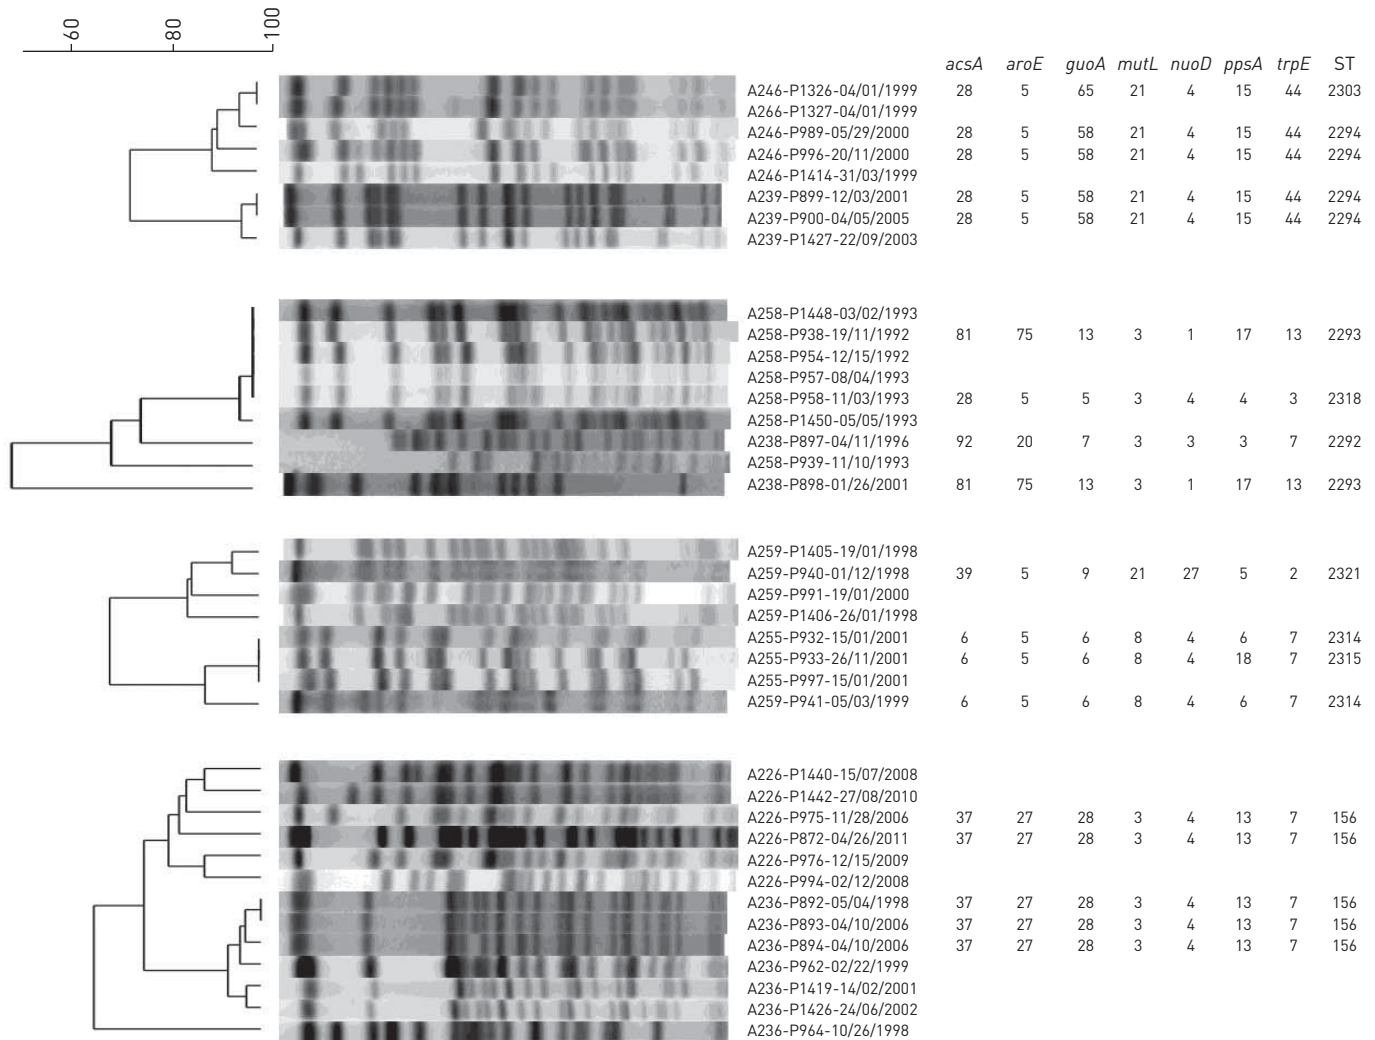 60 80 100
acsA aroE guoA mutL nuoD ppsA trpE ST
A246-P1326-04/01/1999 28 5 65 21 4 15 44 2303
A266-P1327-04/01/1999
A246-P989-05/29/2000 28 5 58 21 4 15 44 2294
A246-P996-20/11/2000 28 5 58 21 4 15 44 2294
A246-P1414-31/03/1999
A239-P899-12/03/2001 28 5 58 21 4 15 44 2294
A239-P900-04/05/2005 28 5 58 21 4 15 44 2294
A239-P1427-22/09/2003
A258-P1448-03/02/1993
A258-P938-19/11/1992 81 75 13 3 1 17 13 2293
A258-P954-12/15/1992
A258-P957-08/04/1993
A258-P958-11/03/1993 28 5 5 3 4 4 3 2318
A258-P1450-05/05/1993
A238-P897-04/11/1996 92 20 7 3 3 3 7 2292
A258-P939-11/10/1993
A238-P898-01/26/2001 81 75 13 3 1 17 13 2293
A259-P1405-19/01/1998
A259-P940-01/12/1998 39 5 9 21 27 5 2 2321
A259-P991-19/01/2000
A259-P1406-26/01/1998
A255-P932-15/01/2001 6 5 6 8 4 6 7 2314
A255-P933-26/11/2001 6 5 6 8 4 18 7 2315
A255-P997-15/01/2001
A259-P941-05/03/1999 6 5 6 8 4 6 7 2314
A226-P1440-15/07/2008
A226-P1442-27/08/2010
A226-P975-11/28/2006 37 27 28 3 4 13 7 156
A226-P872-04/26/2011 37 27 28 3 4 13 7 156
A226-P976-12/15/2009 37 27 28 3 4 13 7 156
A226-P994-02/12/2008
A236-P892-05/04/1998 37 27 28 3 4 13 7 156
A236-P893-04/10/2006 37 27 28 3 4 13 7 156
A236-P894-04/10/2006 37 27 28 3 4 13 7 156
A236-P962-02/22/1999
A236-P1419-14/02/2001
A236-P1426-24/06/2002
A236-P964-10/26/1998